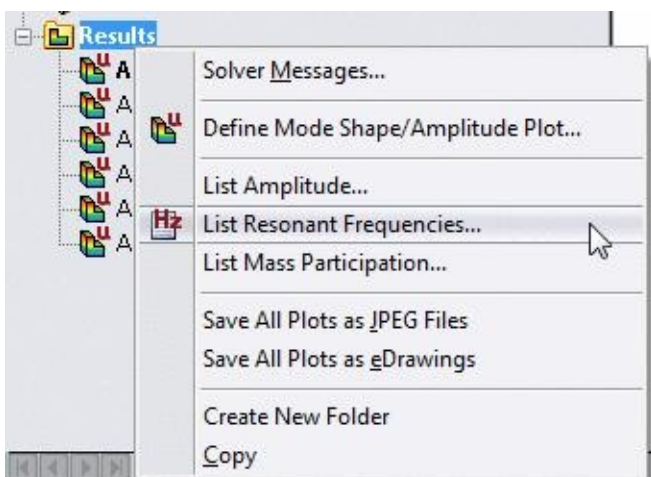 Results
u A
u A
u A
u A
u A
u A
Solver Messages...
u Define Mode Shape/Amplitude Plot...
List Amplitude...
Hz List Resonant Frequencies...
List Mass Participation...
Save All Plots as JPEG Files
Save All Plots as eDrawings
Create New Folder
Copy